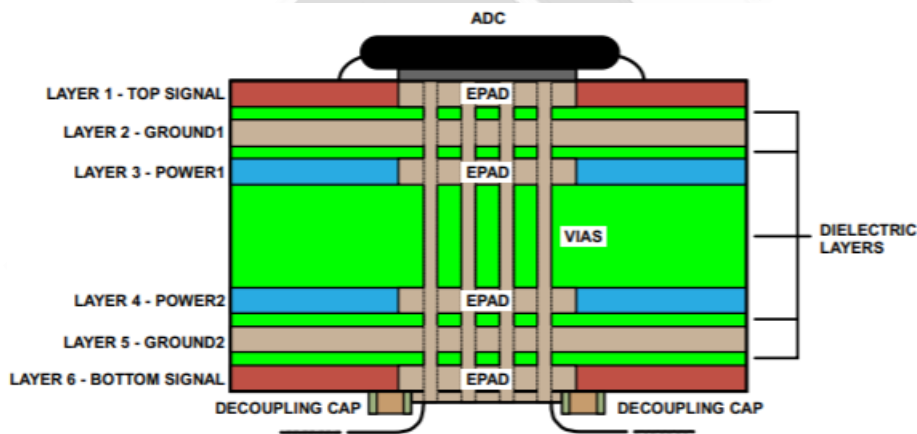 ADC
LAYER 1 - TOP SIGNAL
EPAD
LAYER 2 - GROUND1
LAYER 3 - POWER1
EPAD
VIAS
DIELECTRIC
LAYERS
LAYER 4 - POWER2
EPAD
LAYER 5 - GROUND2
LAYER 6 - BOTTOM SIGNAL
EPAD
DECOUPLING CAP
DECOUPLING CAP